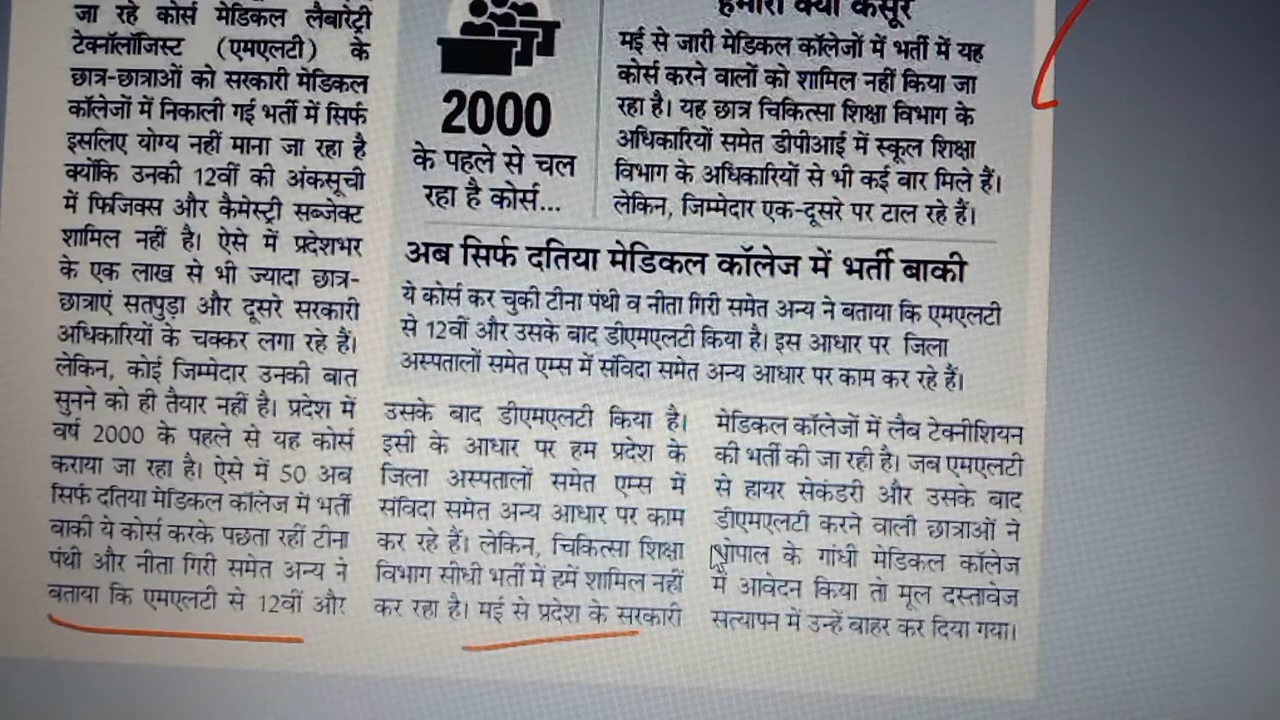 जा रहे कोर्स मेडिकल लैबारेट्री
टेक्नॉलॉजिस्ट (एमएलटी) के
छात्र-छात्राओं को सरकारी मेडिकल
कॉलेजों में निकाली गई भर्ती में सिर्फ
इसलिए योग्य नहीं माना जा रहा है
क्योंकि उनकी 12वीं की अंकसूची
में फिजिक्स और कैमेस्ट्री सब्जेक्ट
शामिल नहीं है। ऐसे में प्रदेशभर
के एक लाख से भी ज्यादा छात्र-
छात्राएं सतपुड़ा और दूसरे सरकारी
अधिकारियों के चक्कर लगा रहे हैं।
लेकिन, कोई जिम्मेदार उनकी बात
सुनने को ही तैयार नहीं है। प्रदेश में
वर्ष 2000 के पहले से यह कोर्स
कराया जा रहा है। ऐसे में 50 अब
सिर्फ दतिया मेडिकल कॉलेज में भर्ती
बाकी ये कोर्स करके पछता रहीं टीना
पंथी और नीता गिरी समेत अन्य ने
बताया कि एमएलटी से 12वीं और
2000
के पहले से चल
रहा है कोर्स...
हमारा क्या कसूर
मई से जारी मेडिकल कॉलेजों में भर्ती में यह
कोर्स करने वालों को शामिल नहीं किया जा
रहा है। यह छात्र चिकित्सा शिक्षा विभाग के
अधिकारियों समेत डीपीआई में स्कूल शिक्षा
विभाग के अधिकारियों से भी कई बार मिले हैं।
लेकिन, जिम्मेदार एक-दूसरे पर टाल रहे हैं।
अब सिर्फ दतिया मेडिकल कॉलेज में भर्ती बाकी
ये कोर्स कर चुकी टीना पंथी व नीता गिरी समेत अन्य ने बताया कि एमएलटी
से 12वीं और उसके बाद डीएमएलटी किया है। इस आधार पर जिला
अस्पतालों समेत एम्स में संविदा समेत अन्य आधार पर काम कर रहे हैं।
उसके बाद डीएमएलटी किया है।
इसी के आधार पर हम प्रदेश के
जिला अस्पतालों समेत एम्स में
संविदा समेत अन्य आधार पर काम
कर रहे हैं। लेकिन, चिकित्सा शिक्षा
विभाग सीधी भर्ती में हमें शामिल नहीं
कर रहा है। मई से प्रदेश के सरकारी
मेडिकल कॉलेजों में लैब टेक्नीशियन
की भर्ती की जा रही है। जब एमएलटी
से हायर सेकंडरी और उसके बाद
डीएमएलटी करने वाली छात्राओं ने
भोपाल के गांधी मेडिकल कॉलेज
में आवेदन किया तो मूल दस्तावेज
सत्यापन में उन्हें बाहर कर दिया गया।